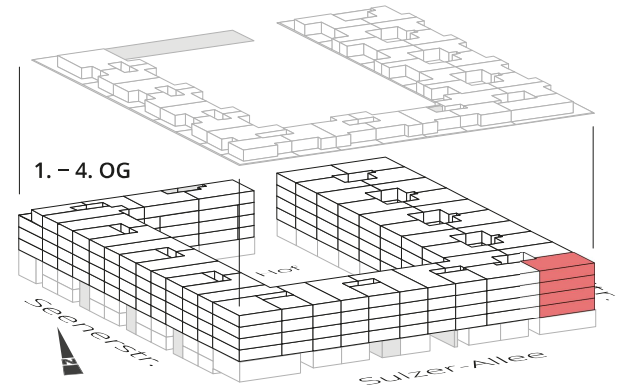 1. – 4. OG
Hof
Seenerstr.
N
Sulzer-Allee